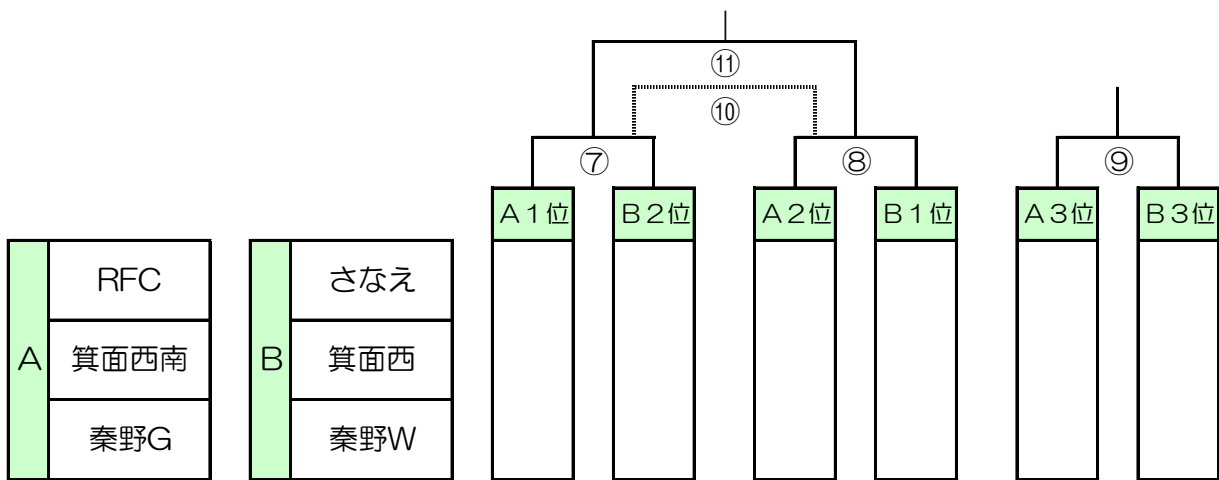 ⑪
⑩
⑦ ⑧ ⑨
A1位 B2位 A2位 B1位 A3位 B3位
A
RFC
箕面西南
秦野G
B
さなえ
箕面西
秦野W